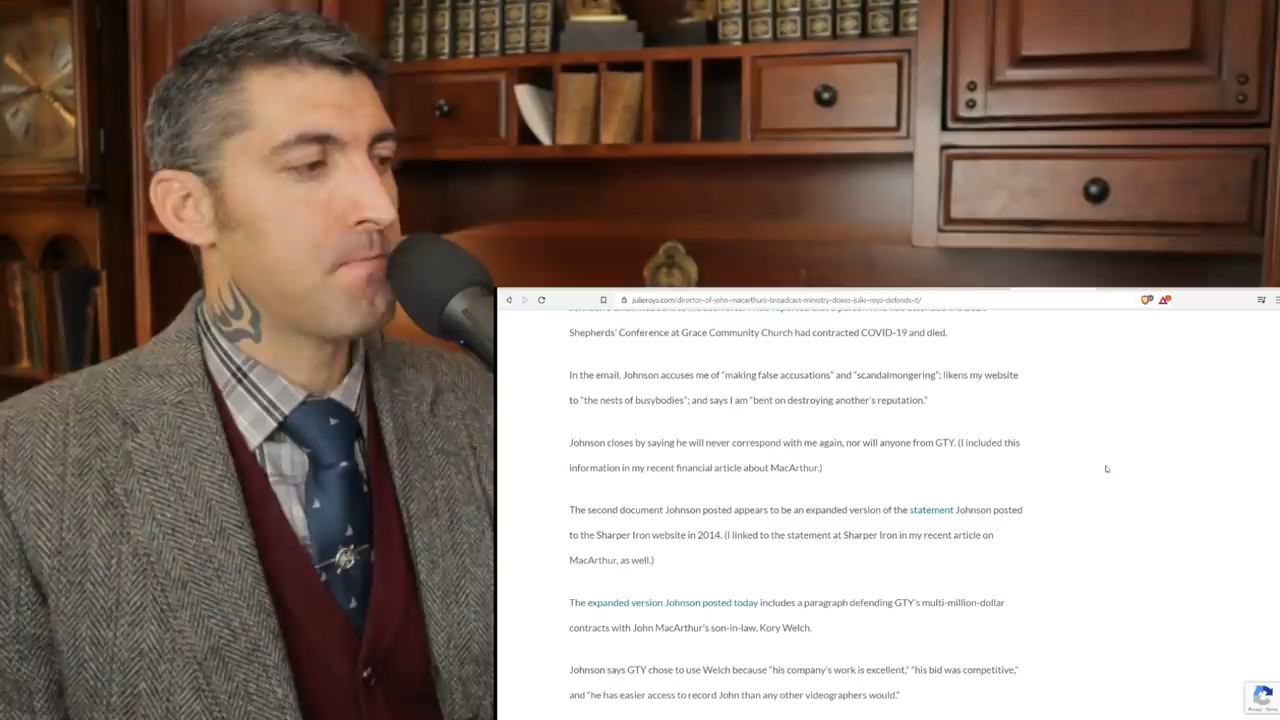 julieroys.com/director-of-john-macarthurs-broadcast-ministry-doxes-julie-roys-defends-it/
Shepherds' Conference at Grace Community Church had contracted COVID-19 and died.
In the email, Johnson accuses me of "making false accusations" and "scandalmongering"; likens my website
to "the nests of busybodies"; and says I am "bent on destroying another's reputation."
Johnson closes by saying he will never correspond with me again, nor will anyone from GTY. (I included this
information in my recent financial article about MacArthur.)
The second document Johnson posted appears to be an expanded version of the statement Johnson posted
to the Sharper Iron website in 2014. (I linked to the statement at Sharper Iron in my recent article on
MacArthur, as well.)
The expanded version Johnson posted today includes a paragraph defending GTY's multi-million-dollar
contracts with John MacArthur's son-in-law, Kory Welch.
Johnson says GTY chose to use Welch because "his company's work is excellent," "his bid was competitive,"
and "he has easier access to record John than any other videographers would."
Privacy - Terms